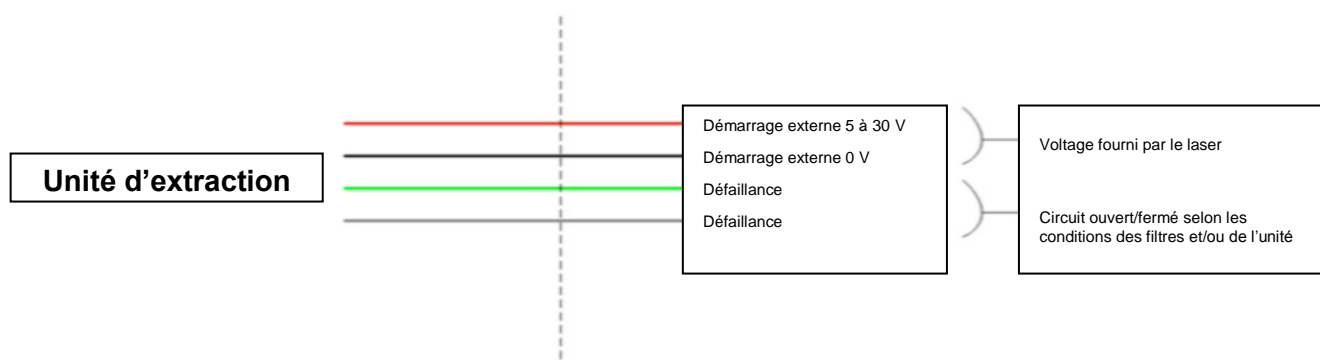 Unité d’extraction
Démarrage externe 5 à 30 V
Démarrage externe 0 V
Défaillance
Défaillance
Voltage fourni par le laser
Circuit ouvert/fermé selon les
conditions des filtres et/ou de l’unité